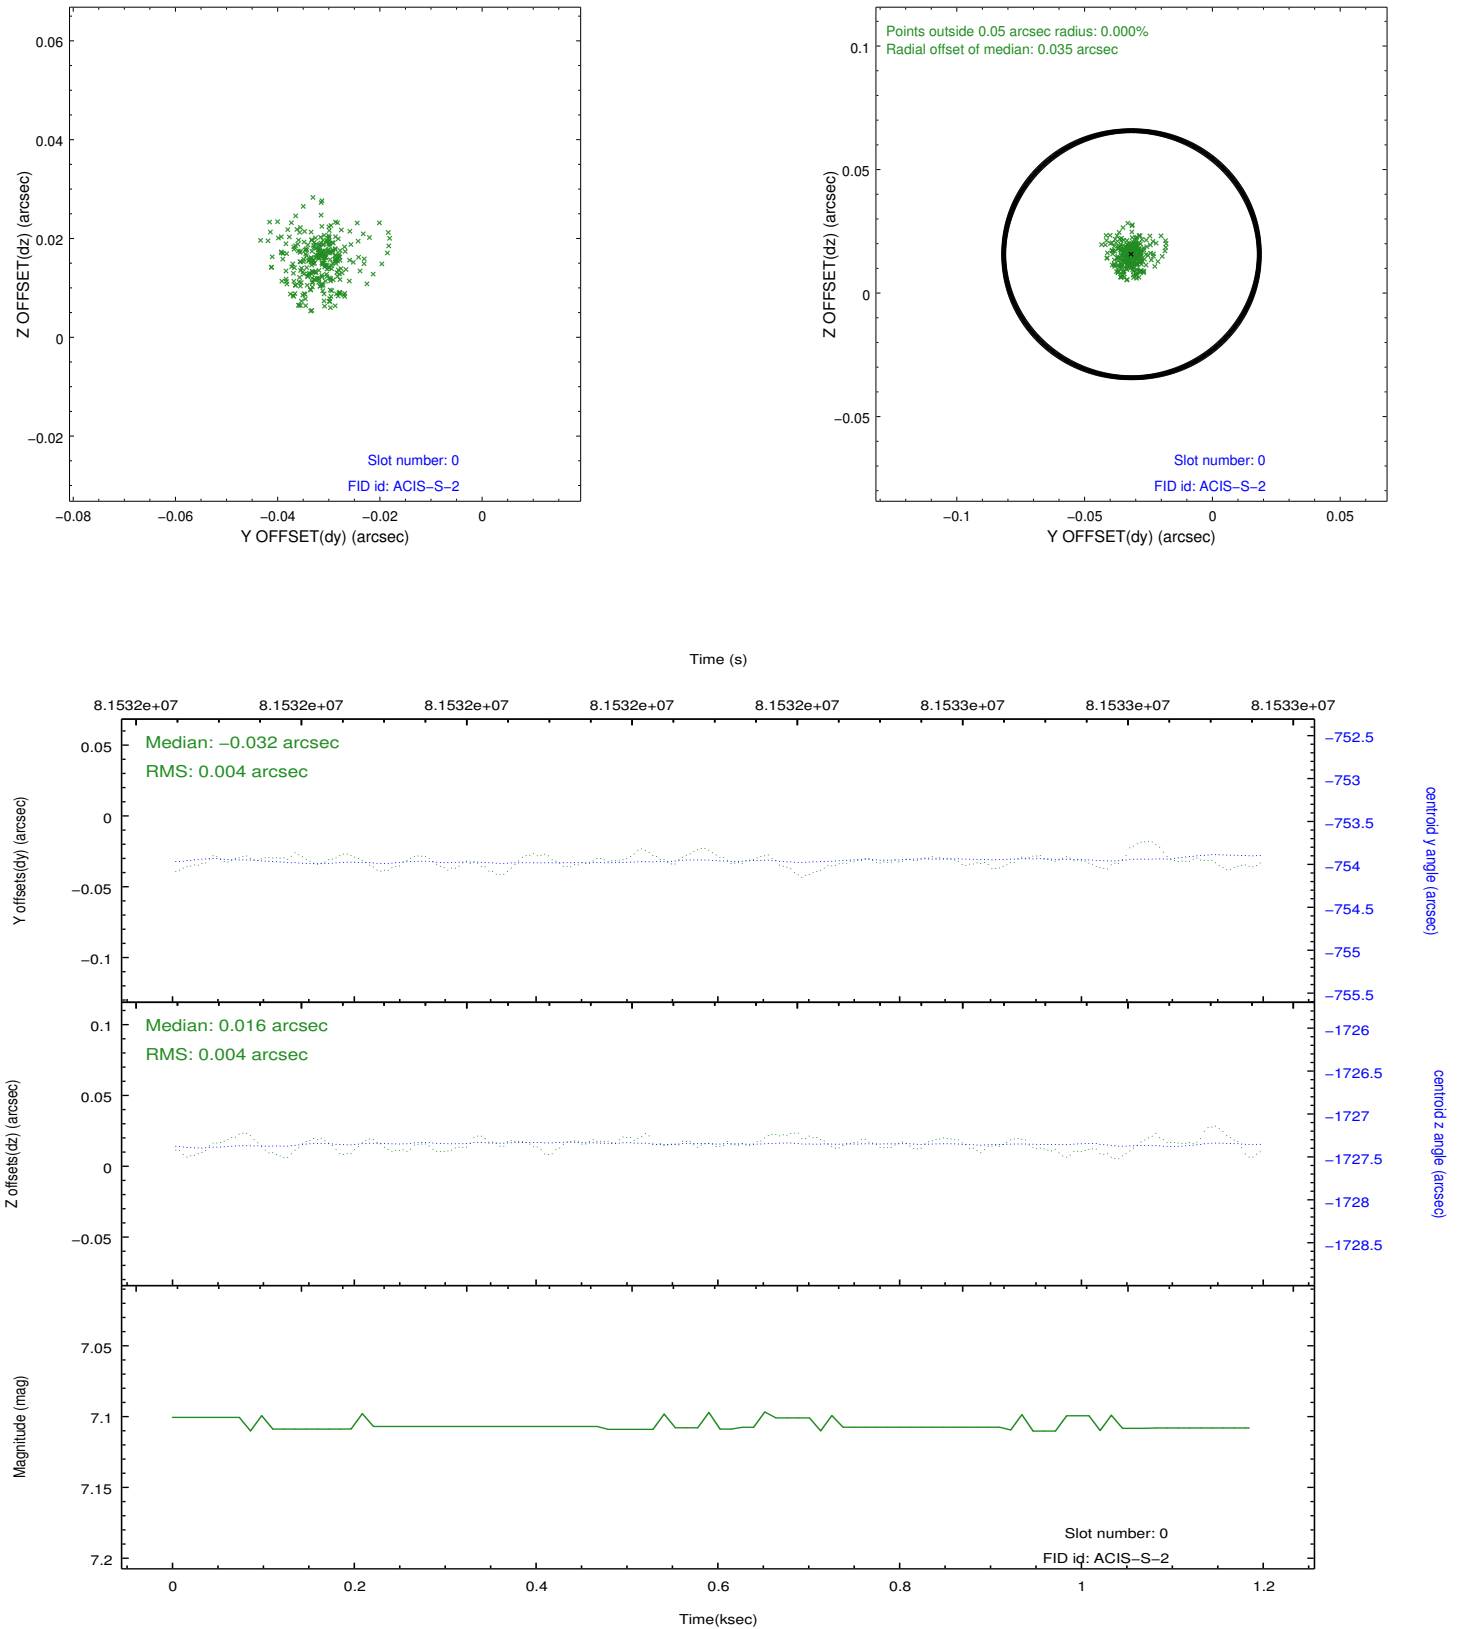 0.06
0.04
0.02
0
−0.02
Z OFFSET(dz) (arcsec)
Slot number: 0
FID id: ACIS−S−2
−0.08
−0.06
−0.04
−0.02
0
Y OFFSET(dy) (arcsec)
Points outside 0.05 arcsec radius: 0.000%
Radial offset of median: 0.035 arcsec
0.1
0.05
0
−0.05
Z OFFSET(dz) (arcsec)
Slot number: 0
FID id: ACIS−S−2
−0.1
−0.05
0
0.05
Y OFFSET(dy) (arcsec)
Time (s)
8.1532e+07
8.1532e+07
8.1532e+07
8.1532e+07
8.1532e+07
8.1533e+07
8.1533e+07
8.1533e+07
Median: −0.032 arcsec
RMS: 0.004 arcsec
0.05
0
−0.05
−0.1
Y offsets(dy) (arcsec)
−752.5
−753
−753.5
−754
−754.5
−755
−755.5
centroid y angle (arcsec)
Median: 0.016 arcsec
RMS: 0.004 arcsec
0.1
0.05
0
−0.05
Z offsets(dz) (arcsec)
−1726
−1726.5
−1727
−1727.5
−1728
−1728.5
centroid z angle (arcsec)
7.05
7.1
7.15
7.2
Magnitude (mag)
Slot number: 0
FID id: ACIS−S−2
0
0.2
0.4
0.6
0.8
1
1.2
Time(ksec)